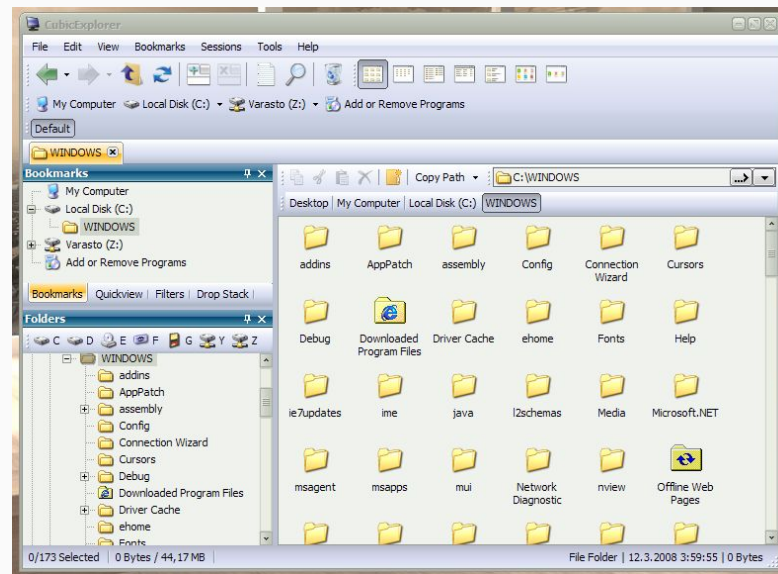 CubicExplorer
File Edit View Bookmarks Sessions Tools Help
My Computer Local Disk (C:) Varasto (Z:) Add or Remove Programs
Default
WINDOWS
Bookmarks
My Computer
Local Disk (C:)
WINDOWS
Varasto (Z:)
Add or Remove Programs
Bookmarks Quickview Filters Drop Stack
Folders
C D E F G Y Z
WINDOWS
addins
AppPatch
assembly
Config
Connection Wizard
Cursors
Debug
Downloaded Program Files
Driver Cache
ehome
Fonts
Copy Path C:\WINDOWS
Desktop My Computer Local Disk (C:) WINDOWS
addins AppPatch assembly Config Connection Cursors
Wizard
Debug Downloaded Driver Cache ehome Fonts Help
Program Files
ie7updates ime java l2schemas Media Microsoft.NET
msagent msapps mui Network nview Offline Web
Diagnostic Pages
0/173 Selected 0 Bytes / 44,17 MB File Folder 12.3.2008 3:59:55 0 Bytes